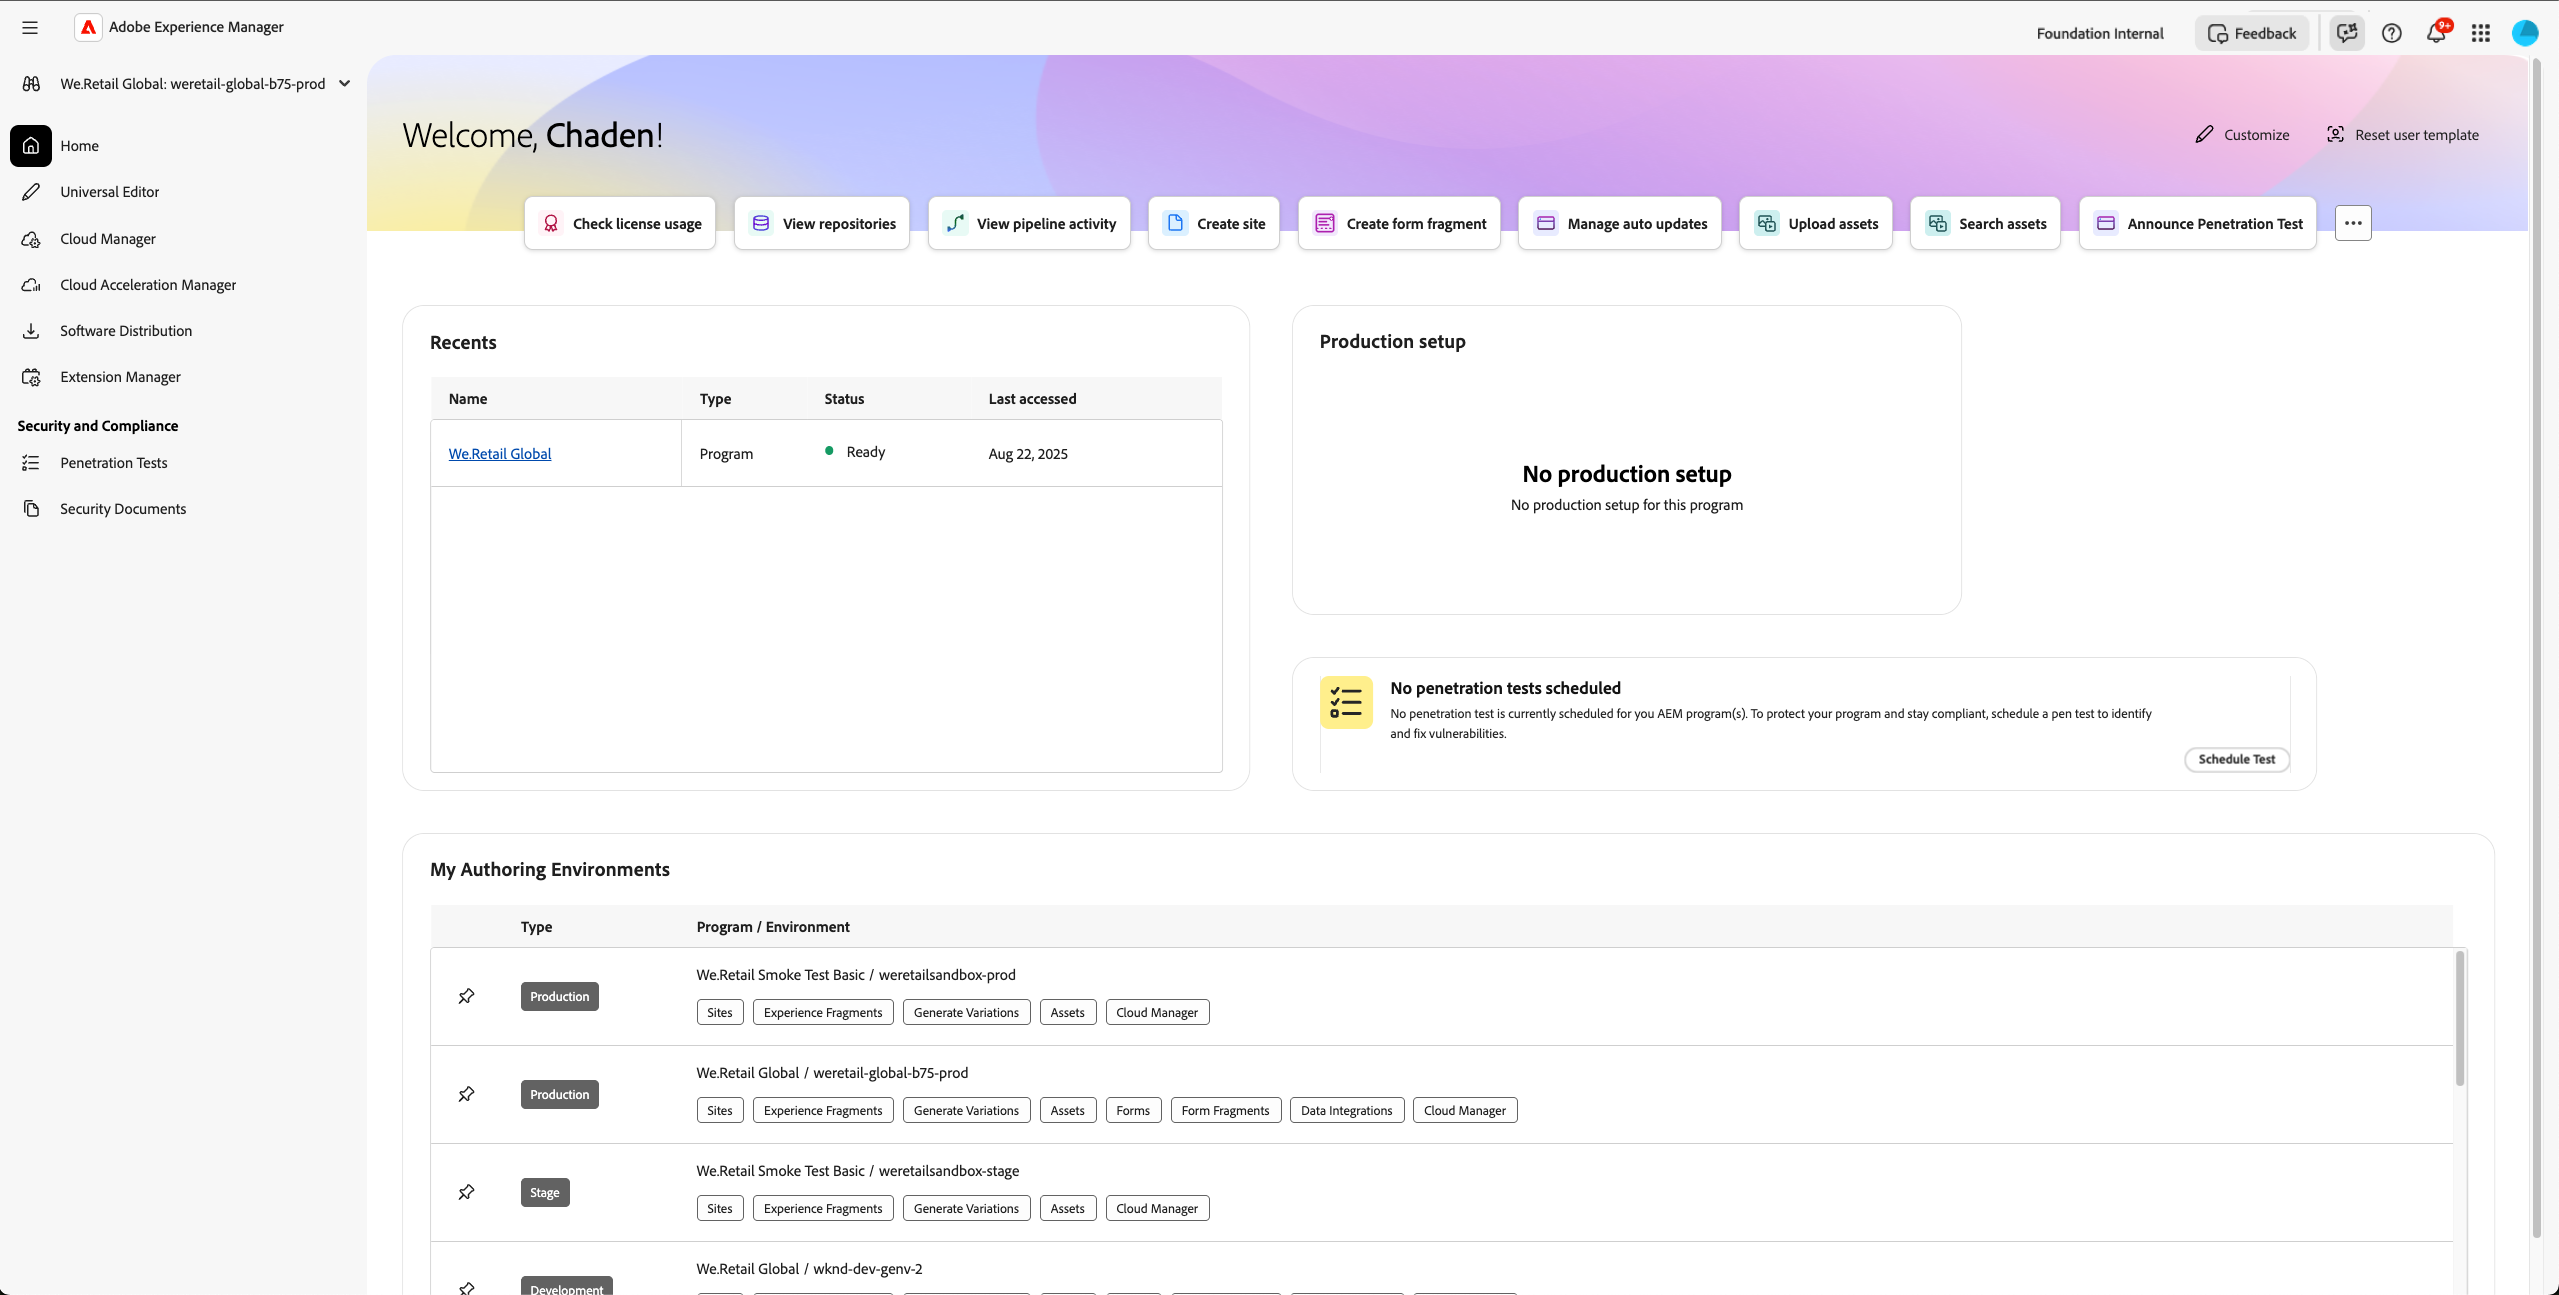 Adobe Experience Manager
Foundation Internal
Feedback
9+
We.Retail Global: weretail-global-b75-prod
Home
Universal Editor
Cloud Manager
Cloud Acceleration Manager
Software Distribution
Extension Manager
Security and Compliance
Penetration Tests
Security Documents
Welcome, Chaden!
Customize
Reset user template
Check license usage
View repositories
View pipeline activity
Create site
Create form fragment
Manage auto updates
Upload assets
Search assets
Announce Penetration Test
Recents
Name Type Status Last accessed
We.Retail Global Program Ready Aug 22, 2025
Production setup
No production setup
No production setup for this program
No penetration tests scheduled
No penetration test is currently scheduled for you AEM program(s). To protect your program and stay compliant, schedule a pen test to identify
and fix vulnerabilities.
Schedule Test
My Authoring Environments
Type Program / Environment
We.Retail Smoke Test Basic / weretailsandbox-prod
Production
Sites Experience Fragments Generate Variations Assets Cloud Manager
We.Retail Global / weretail-global-b75-prod
Production
Sites Experience Fragments Generate Variations Assets Forms Form Fragments Data Integrations Cloud Manager
We.Retail Smoke Test Basic / weretailsandbox-stage
Stage
Sites Experience Fragments Generate Variations Assets Cloud Manager
We.Retail Global / wknd-dev-genv-2
Development